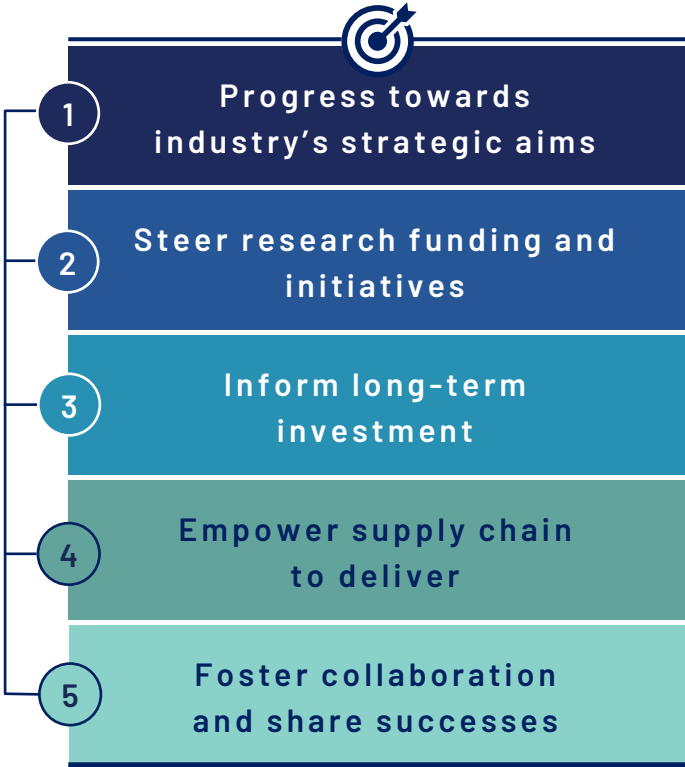 1
Progress towards
industry’s strategic aims
2
Steer research funding and
initiatives
3
Inform long-term
investment
4
Empower supply chain
to deliver
5
Foster collaboration
and share successes